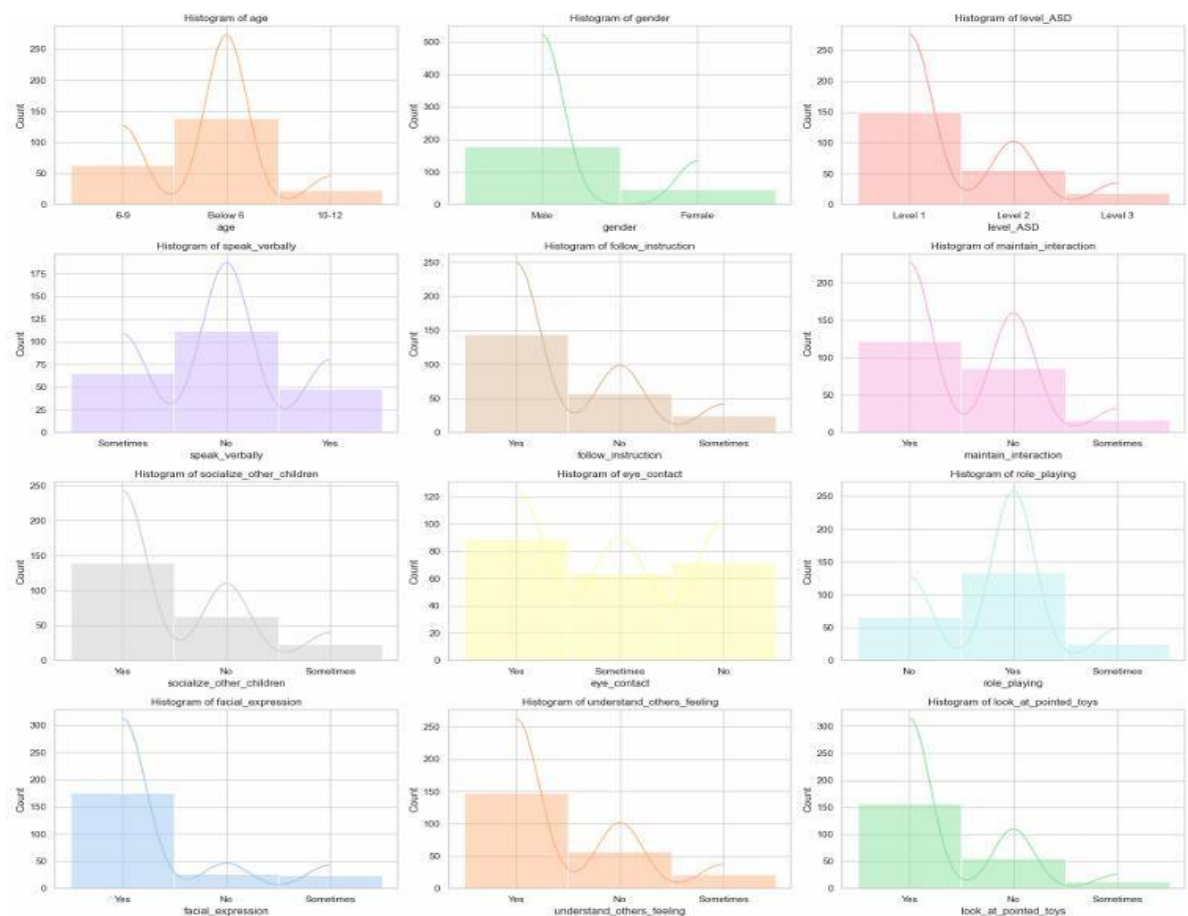 Histogram of age
Histogram of gender
Histogram of level_ASD
250
200
150
100
50
0
Count
6-9 Below 6 10-12
age
500
400
300
200
100
0
Count
Male Female
gender
250
200
150
100
50
0
Count
Level 1 Level 2 Level 3
level_ASD
Histogram of speak_verbally
Histogram of follow_instruction
Histogram of maintain_interaction
175
150
125
100
75
50
25
0
Count
Sometimes No Yes
speak_verbally
250
200
150
100
50
0
Count
Yes No Sometimes
follow_instruction
200
150
100
50
0
Count
Yes No Sometimes
maintain_interaction
Histogram of socialize_other_children
Histogram of eye_contact
Histogram of role_playing
250
200
150
100
50
0
Count
Yes No Sometimes
socialize_other_children
120
100
80
60
40
20
0
Count
Yes Sometimes No
eye_contact
250
200
150
100
50
0
Count
No Yes Sometimes
role_playing
Histogram of facial_expression
Histogram of understand_others_feeling
Histogram of look_at_pointed_toys
300
250
200
150
100
50
0
Count
Yes No Sometimes
facial_expression
250
200
150
100
50
0
Count
Yes No Sometimes
understand_others_feeling
300
250
200
150
100
50
0
Count
Yes No Sometimes
look_at_pointed_toys